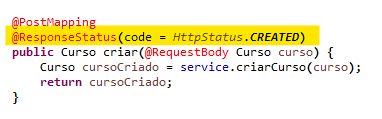 @PostMapping
@ResponseStatus(code = HttpStatus.CREATED)
public Curso criar(@RequestBody Curso curso) {
    Curso cursoCriado = service.criarCurso(curso);
    return cursoCriado;
}